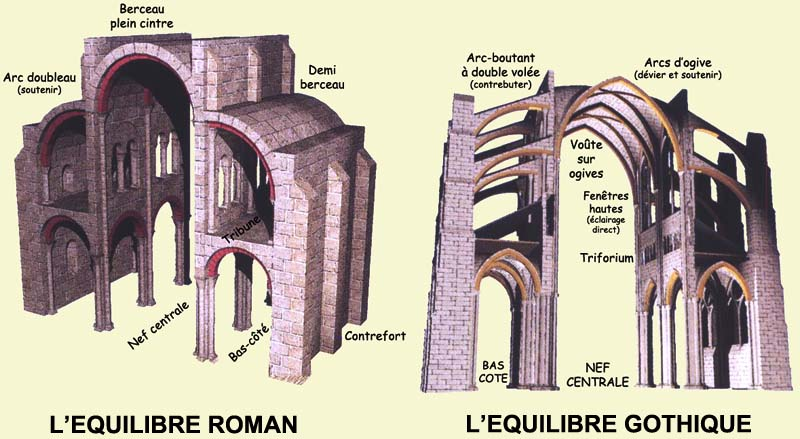 Berceau
plein cintre
Arc doubleau
(soutenir)
Demi
berceau
Tribune
Nef centrale
Bas-côté
Contrefort
L'EQUILIBRE ROMAN
Arc-boutant
à double volée
(contrebuter)
Arcs d'ogive
(dévier et soutenir)
Voûte
sur
ogives
Fenêtres
hautes
(éclairage
direct)
Triforium
BAS
COTE
NEF
CENTRALE
L'EQUILIBRE GOTHIQUE